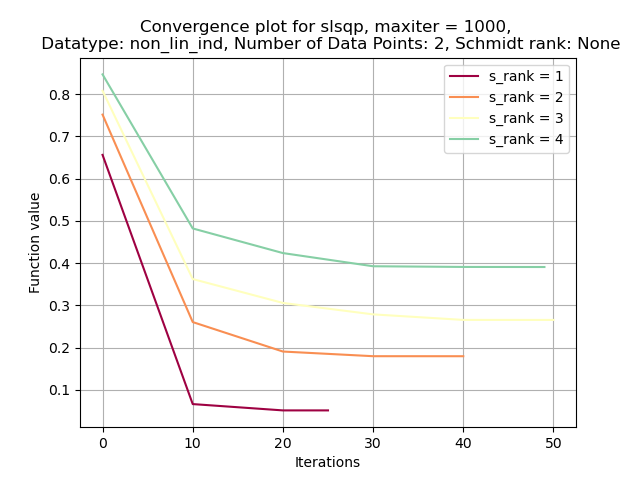 Convergence plot for slsqp, maxiter = 1000,
Datatype: non_lin_ind, Number of Data Points: 2, Schmidt rank: None
s_rank = 1
s_rank = 2
s_rank = 3
s_rank = 4
Function value
0.8
0.7
0.6
0.5
0.4
0.3
0.2
0.1
0 10 20 30 40 50
Iterations